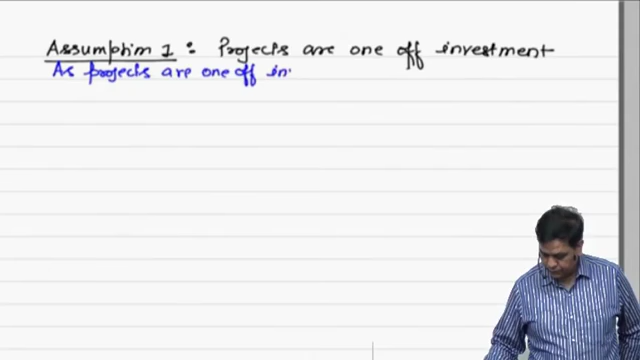 Assumption 1 : Projects are one off investment
As projects are one off in